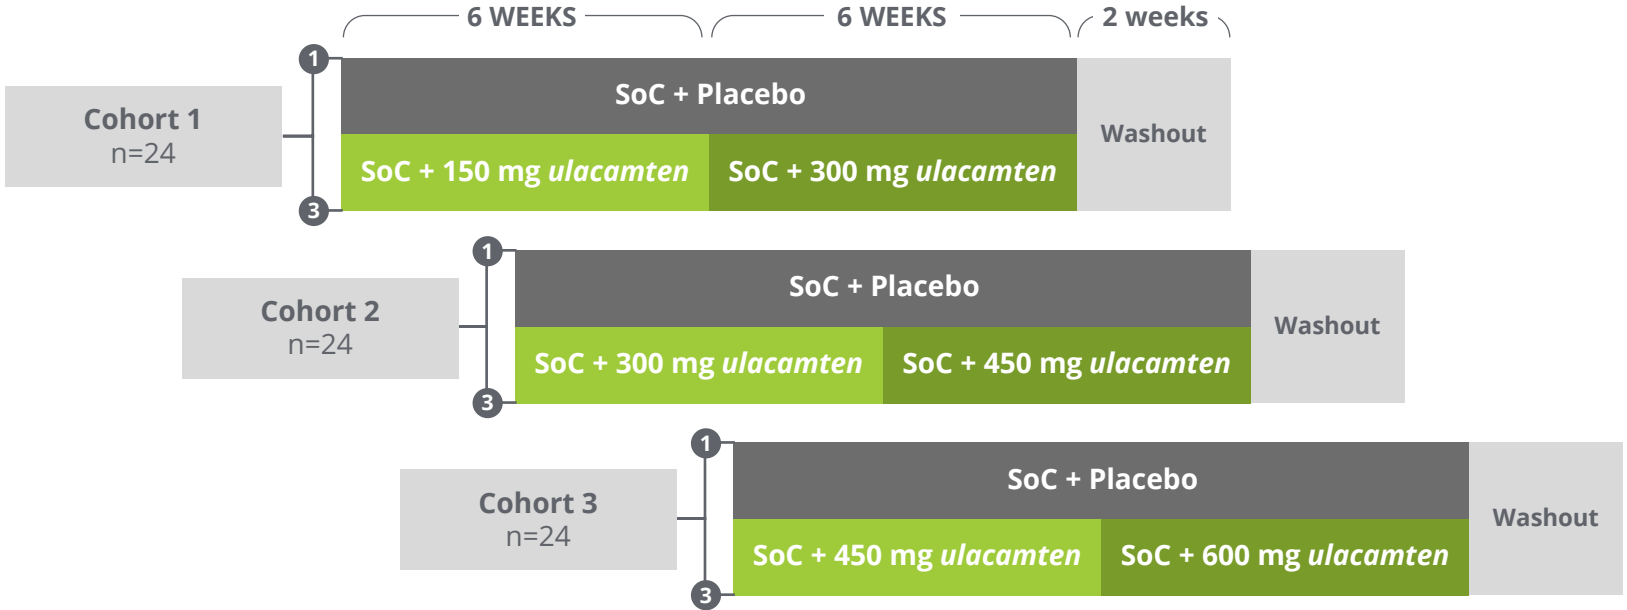 6 WEEKS
6 WEEKS
2 weeks
1
SoC + Placebo
Cohort 1
n=24
Washout
SoC + 150 mg ulacamten
SoC + 300 mg ulacamten
3
1
SoC + Placebo
Cohort 2
n=24
Washout
SoC + 300 mg ulacamten
SoC + 450 mg ulacamten
3
1
SoC + Placebo
Cohort 3
n=24
Washout
SoC + 450 mg ulacamten
SoC + 600 mg ulacamten
3